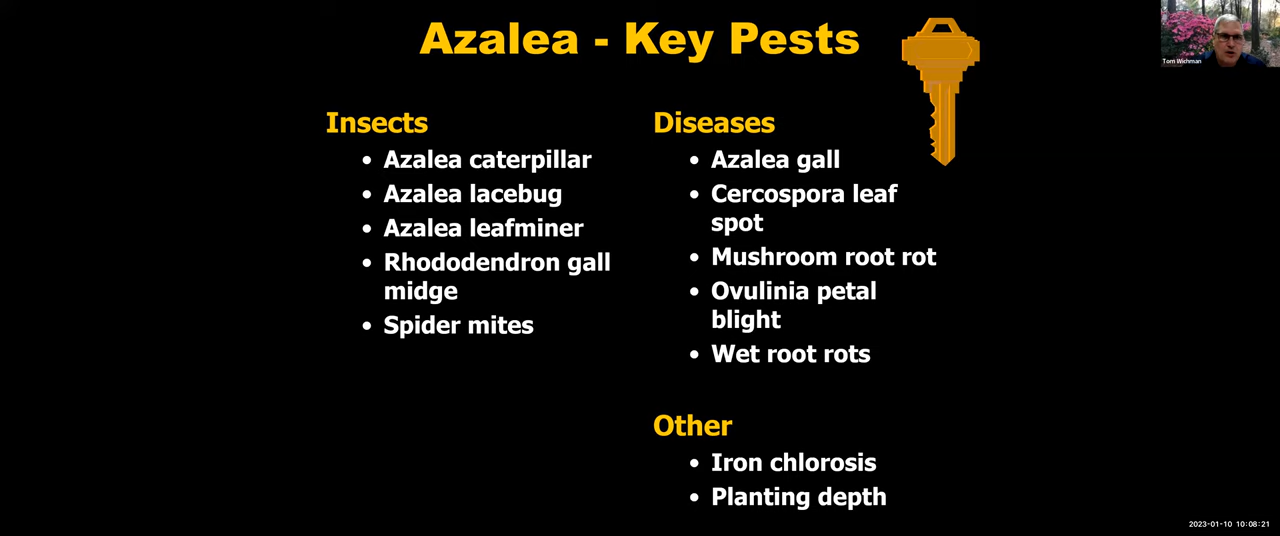 Azalea - Key Pests
Tom Wichman
Insects
• Azalea caterpillar
• Azalea lacebug
• Azalea leafminer
• Rhododendron gall
midge
• Spider mites
Diseases
• Azalea gall
• Cercospora leaf
spot
• Mushroom root rot
• Ovulinia petal
blight
• Wet root rots
Other
• Iron chlorosis
• Planting depth
2023-01-10 10:08:21